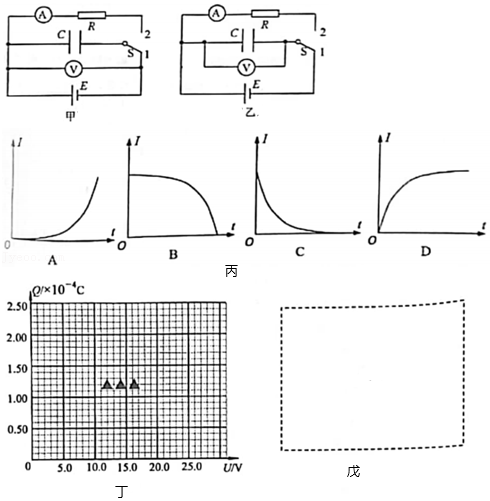 A R 2
C S 1
V
E
甲
A R 2
C S 1
V
E
乙
I I I I
O t O t O t O t
A B C D
丙
Q/×10⁻⁴C
2.50
2.00
1.50
1.00
0.50
0 5.0 10.0 15.0 20.0 25.0 U/V
丁
戊